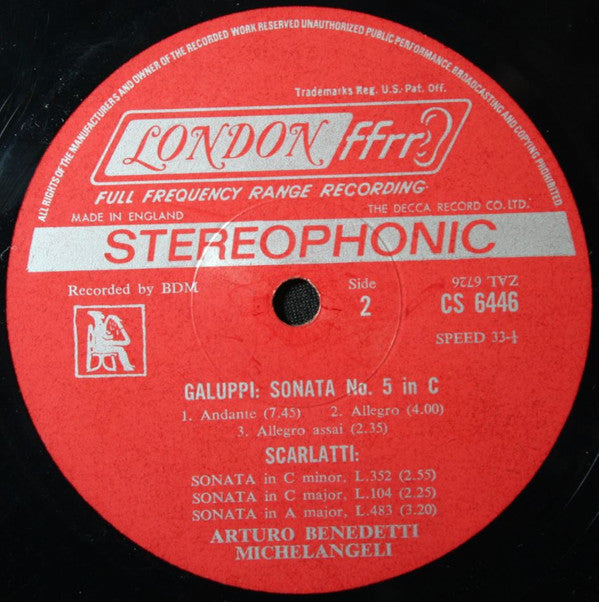 ALL RIGHTS OF THE MANUFACTURERS AND OWNER OF THE RECORDED WORK RESERVED UNAUTHORIZED PUBLIC PERFORMANCE, BROADCASTING AND COPYING PROHIBITED
Trademarks Reg. U.S. Pat. Off.
LONDON ffrr
FULL FREQUENCY RANGE RECORDING
MADE IN ENGLAND THE DECCA RECORD CO. LTD.
STEREOPHONIC
Recorded by BDM Side ZAL 6726
2 CS 6446
SPEED 33-⅓
GALUPPI: SONATA No. 5 in C
1. Andante (7.45) 2. Allegro (4.00)
3. Allegro assai (2.35)
SCARLATTI:
SONATA in C minor, L.352 (2.55)
SONATA in C major, L.104 (2.25)
SONATA in A major, L.483 (3.20)
ARTURO BENEDETTI
MICHELANGELI